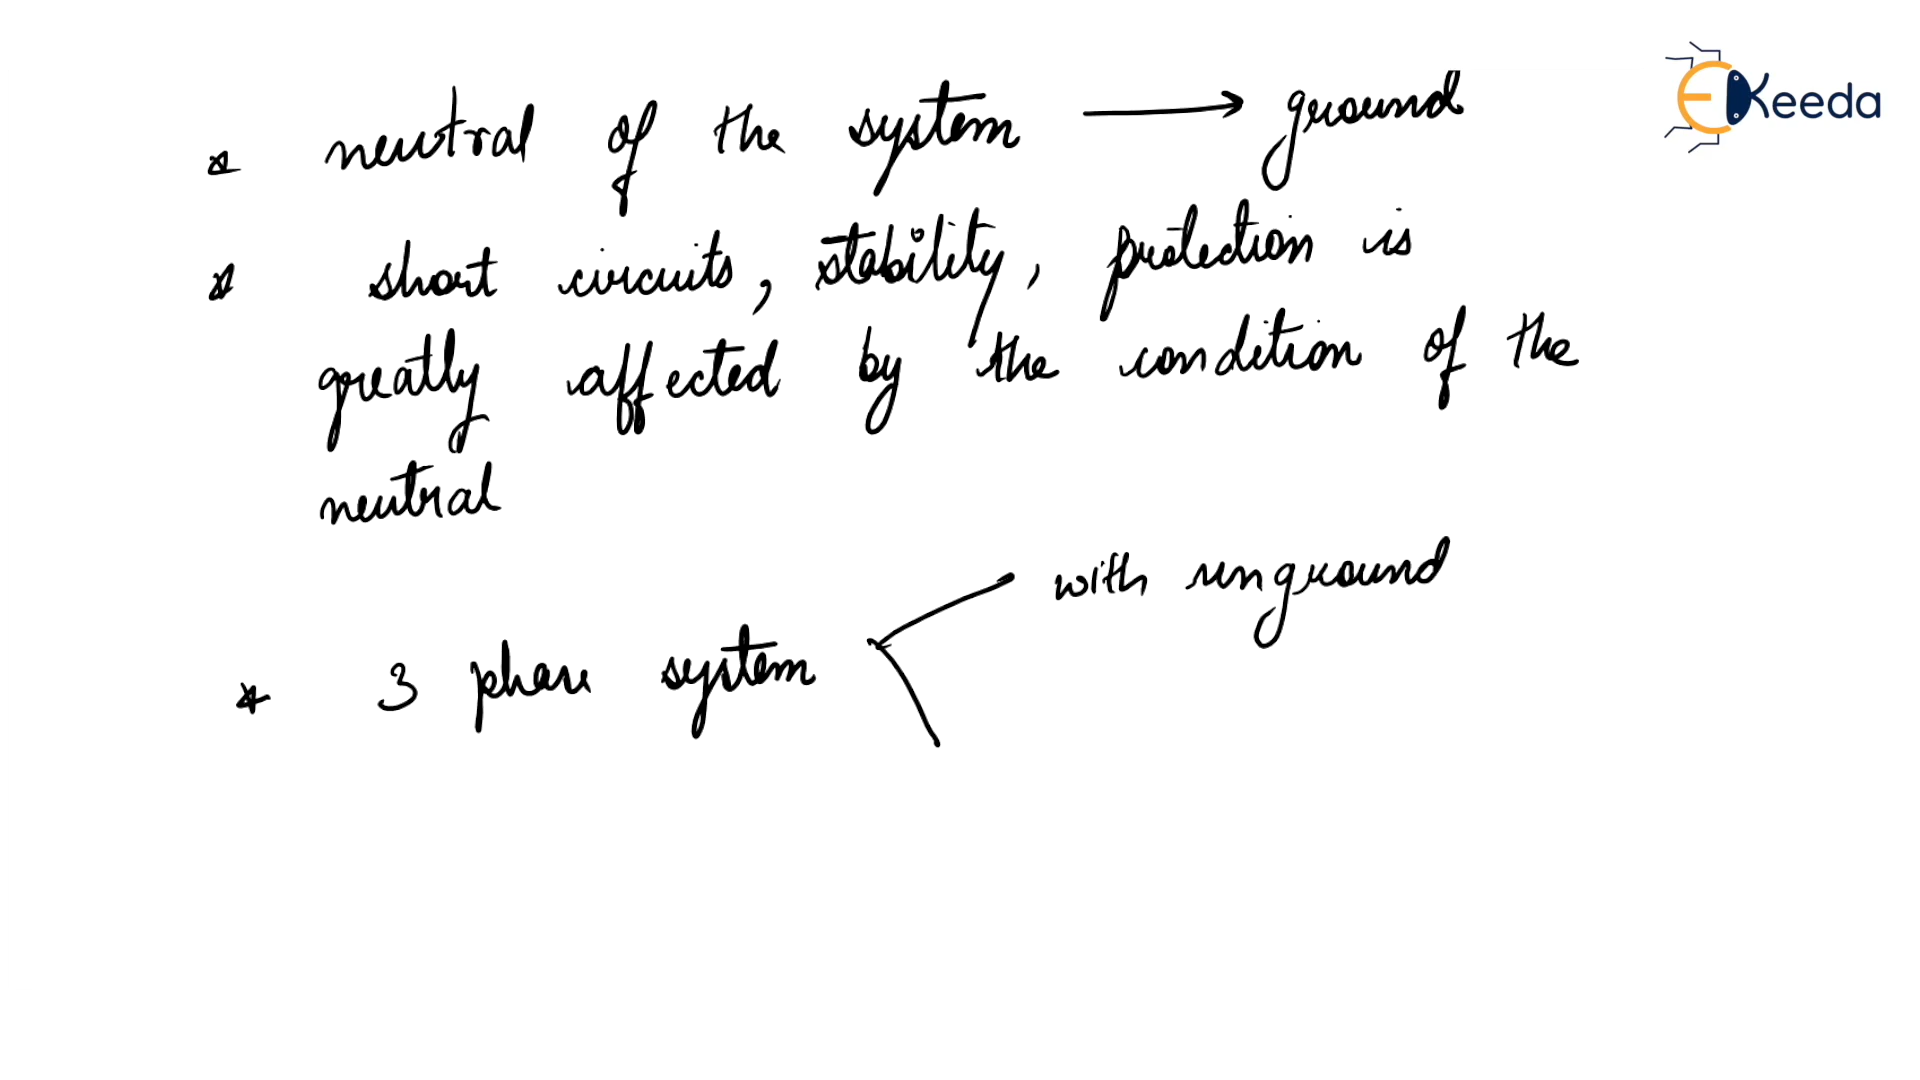 * neutral of the system → ground
EKeeda
* short circuits, stability, protection is
greatly affected by the condition of the
neutral
with unground
* 3 phase system